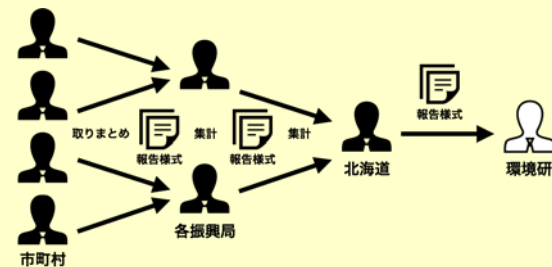 報告様式
取りまとめ
集計
集計
報告様式
報告様式
北海道
環境研
各振興局
市町村